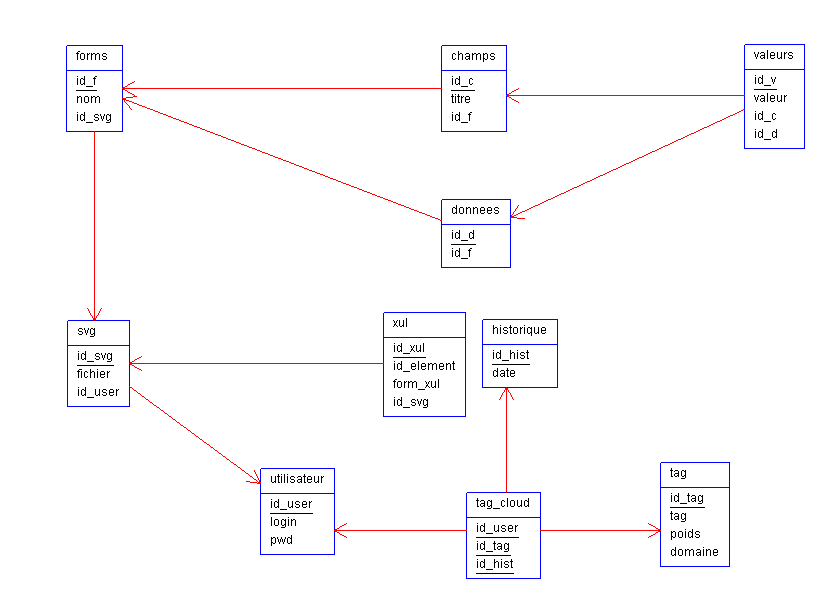 forms
id_f
nom
id_svg
champs
id_c
titre
id_f
valeurs
id_v
valeur
id_c
id_d
donnees
id_d
id_f
svg
id_svg
fichier
id_user
xul
id_xul
id_element
form_xul
id_svg
historique
id_hist
date
utilisateur
id_user
login
pwd
tag_cloud
id_user
id_tag
id_hist
tag
id_tag
tag
poids
domaine